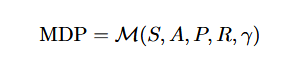 MDP = ℳ(S, A, P, R, γ)